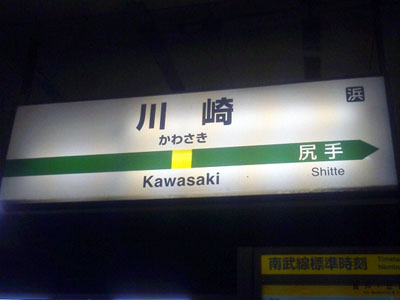 川崎
浜
かわさき
Kawasaki
尻手
Shitte
南武線標準時刻